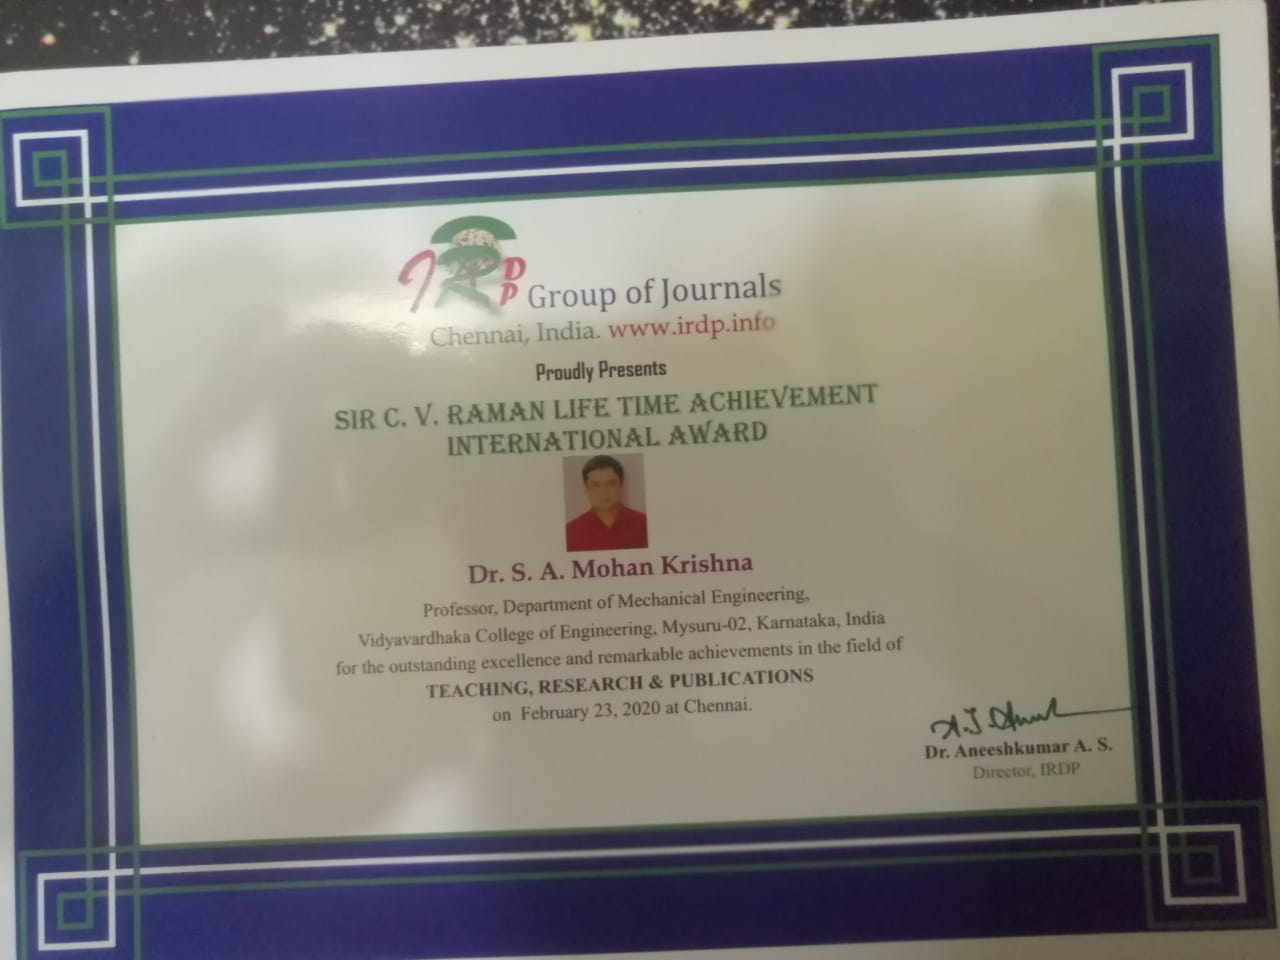 IRDP Group of Journals
Chennai, India. www.irdp.info
Proudly Presents
SIR C. V. RAMAN LIFE TIME ACHIEVEMENT
INTERNATIONAL AWARD
Dr. S. A. Mohan Krishna
Professor, Department of Mechanical Engineering,
Vidyavardhaka College of Engineering, Mysuru-02, Karnataka, India
for the outstanding excellence and remarkable achievements in the field of
TEACHING, RESEARCH & PUBLICATIONS
on February 23, 2020 at Chennai.
Dr. Aneeshkumar A. S.
Director, IRDP